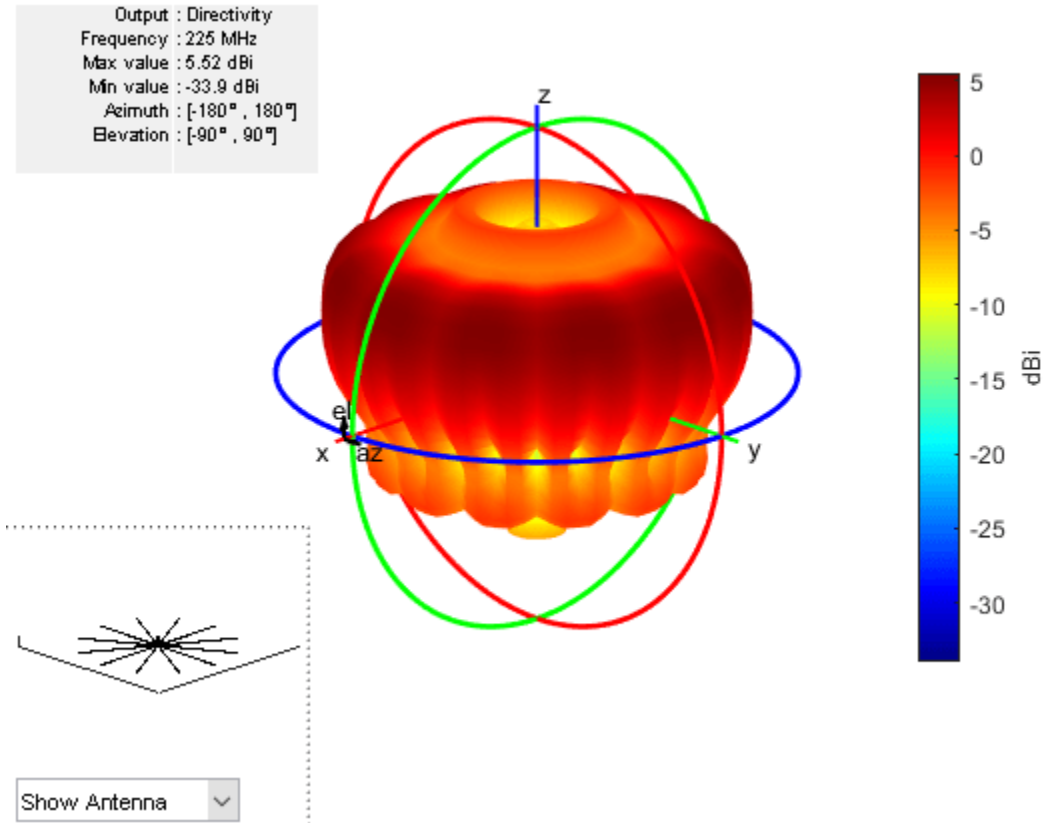 Output : Directivity
Frequency : 225 MHz
Max value : 5.52 dBi
Min value : -33.9 dBi
Azimuth : [-180° , 180°]
Elevation : [-90° , 90°]
z
el
x
az
y
5
0
-5
-10
-15
-20
-25
-30
dBi
Show Antenna